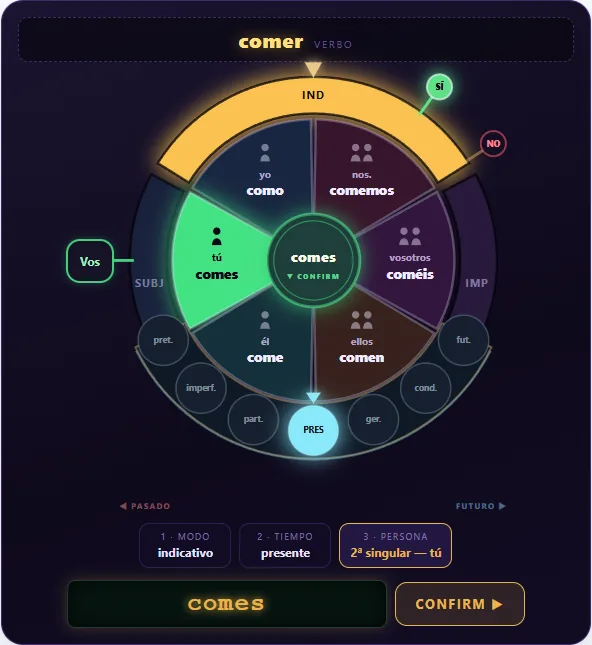 comer VERBO
IND
SÍ
NO
yo
como
nos.
comemos
tú
comes
vosotros
coméis
comes
▼ CONFIRM
Vos
SUBJ
IMP
él
come
ellos
comen
pret.
fut.
imperf.
cond.
part.
PRES
ger.
◀ PASADO
FUTURO ▶
1 · MODO
indicativo
2 · TIEMPO
presente
3 · PERSONA
2ª singular — tú
comes
CONFIRM ▶